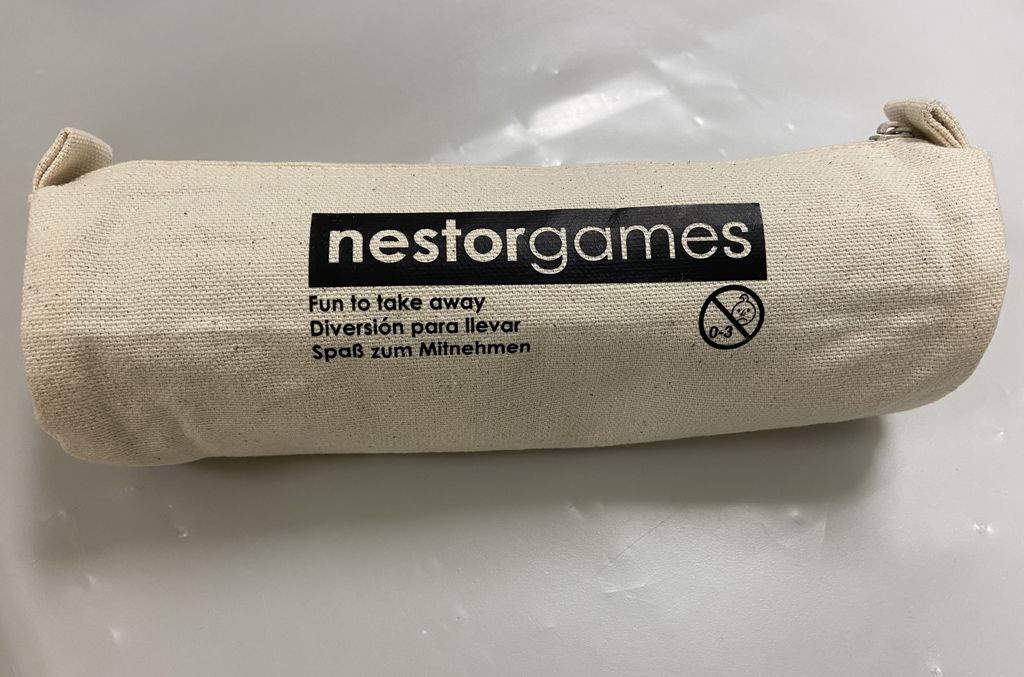 nestorgames
Fun to take away
Diversión para llevar
Spaß zum Mitnehmen
0-3